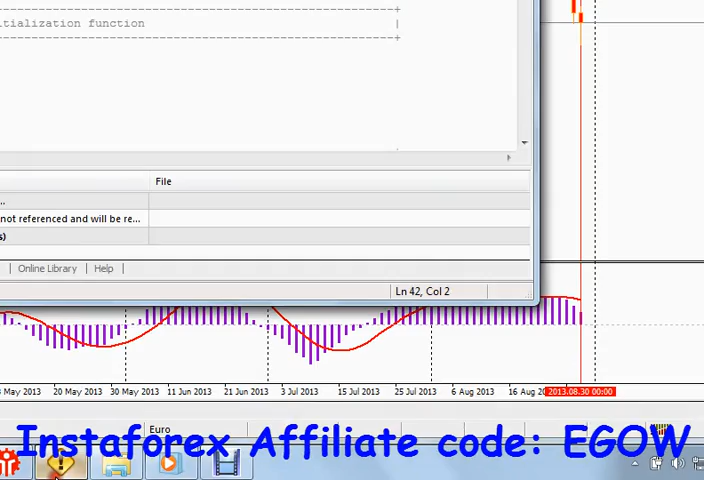 itialization function
File
..
not referenced and will be re...
s)
Online Library | Help |
Ln 42, Col 2
May 2013 20 May 2013 30 May 2013 11 Jun 2013 21 Jun 2013 3 Jul 2013 15 Jul 2013 25 Jul 2013 6 Aug 2013 16 Aug 20 2013.08.30 00:00
Euro
Instaforex Affiliate code: EGOW